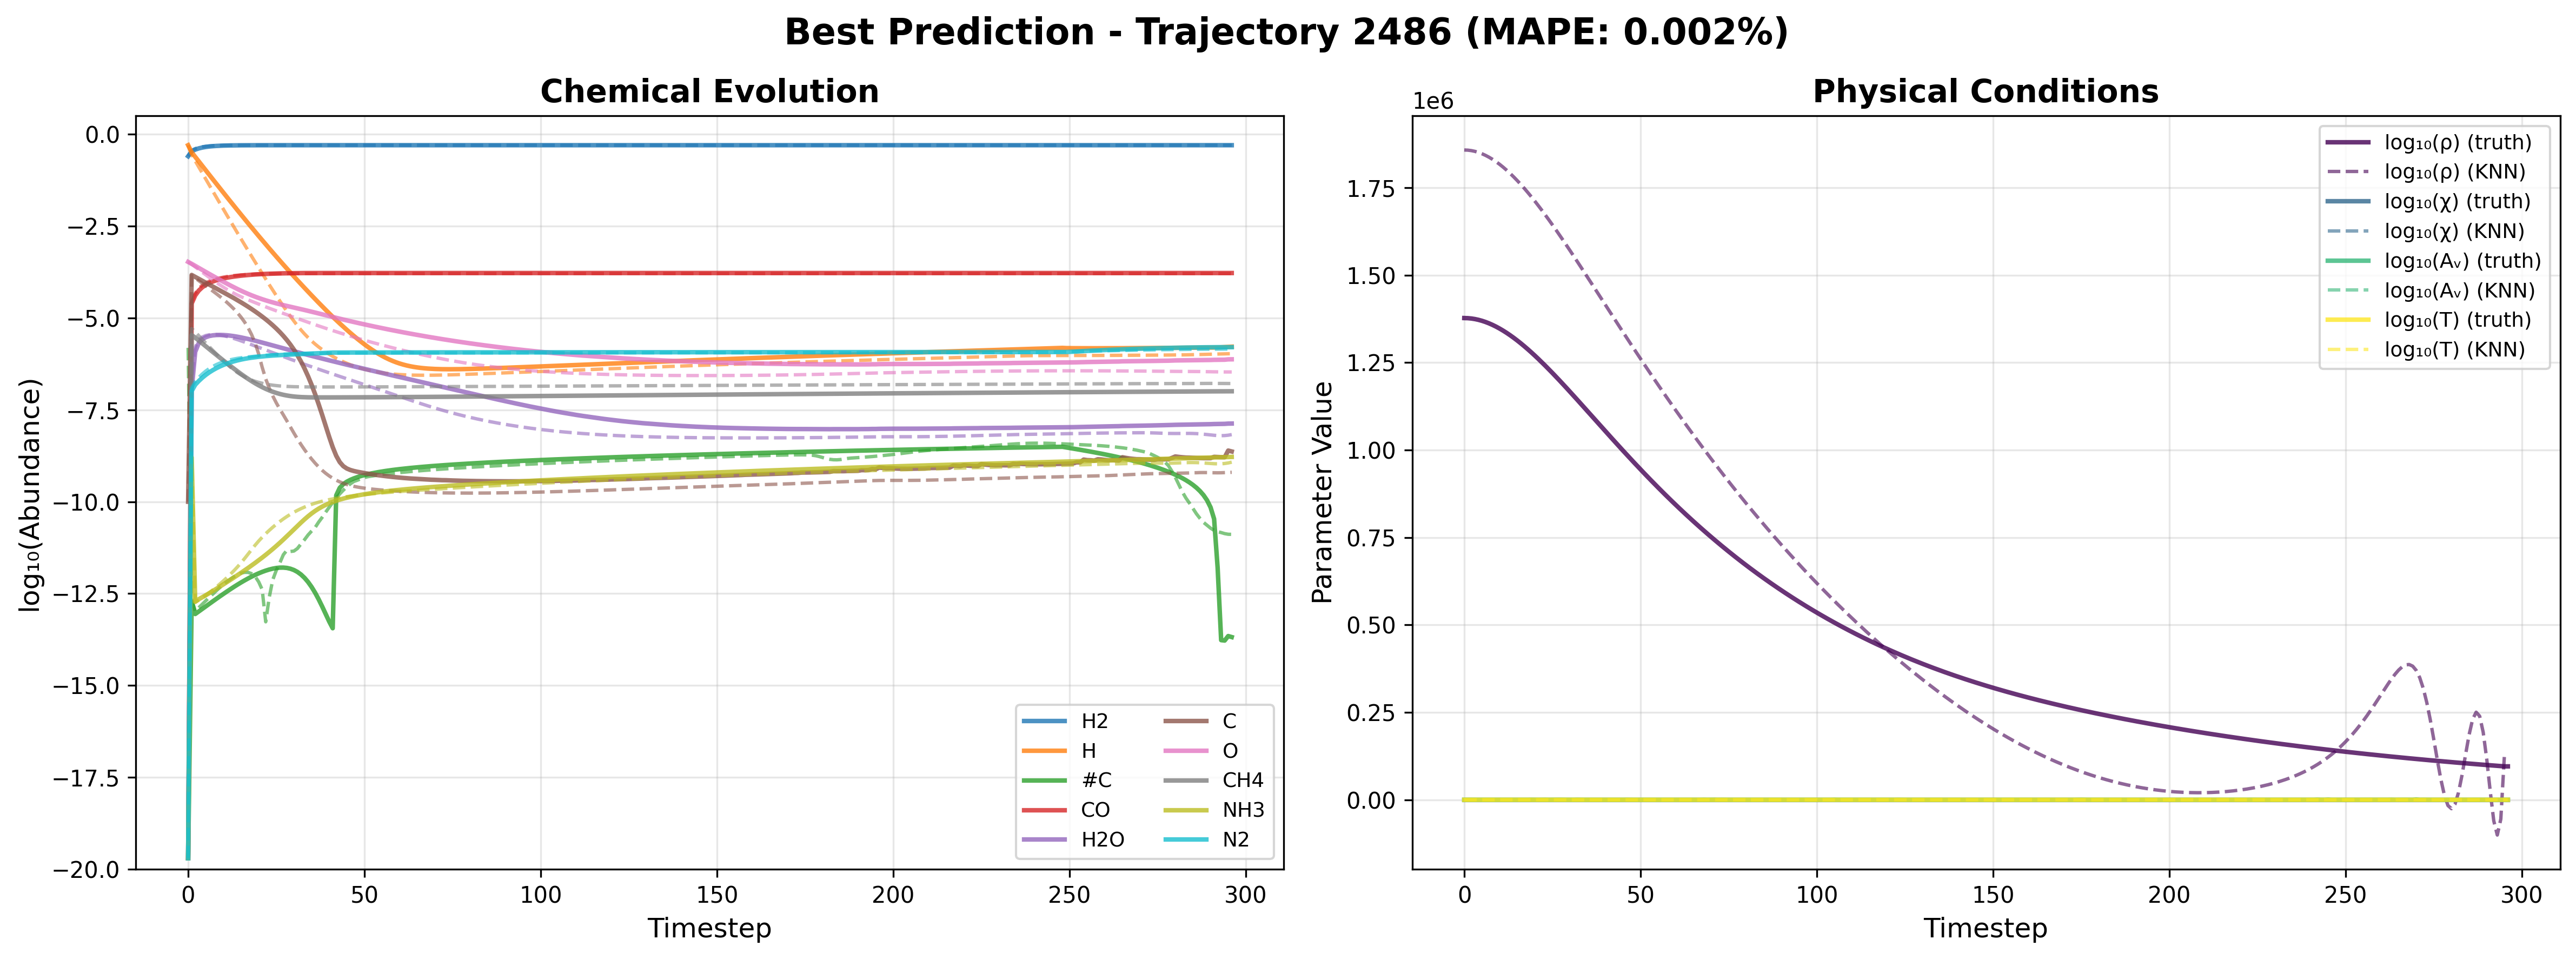 Best Prediction - Trajectory 2486 (MAPE: 0.002%)
Chemical Evolution
log₁₀(Abundance)
0.0
−2.5
−5.0
−7.5
−10.0
−12.5
−15.0
−17.5
−20.0
0
50
100
150
200
250
300
Timestep
H2
H
#C
CO
H2O
C
O
CH4
NH3
N2
Physical Conditions
1e6
Parameter Value
1.75
1.50
1.25
1.00
0.75
0.50
0.25
0.00
0
50
100
150
200
250
300
Timestep
log₁₀(ρ) (truth)
log₁₀(ρ) (KNN)
log₁₀(χ) (truth)
log₁₀(χ) (KNN)
log₁₀(Aᵥ) (truth)
log₁₀(Aᵥ) (KNN)
log₁₀(T) (truth)
log₁₀(T) (KNN)